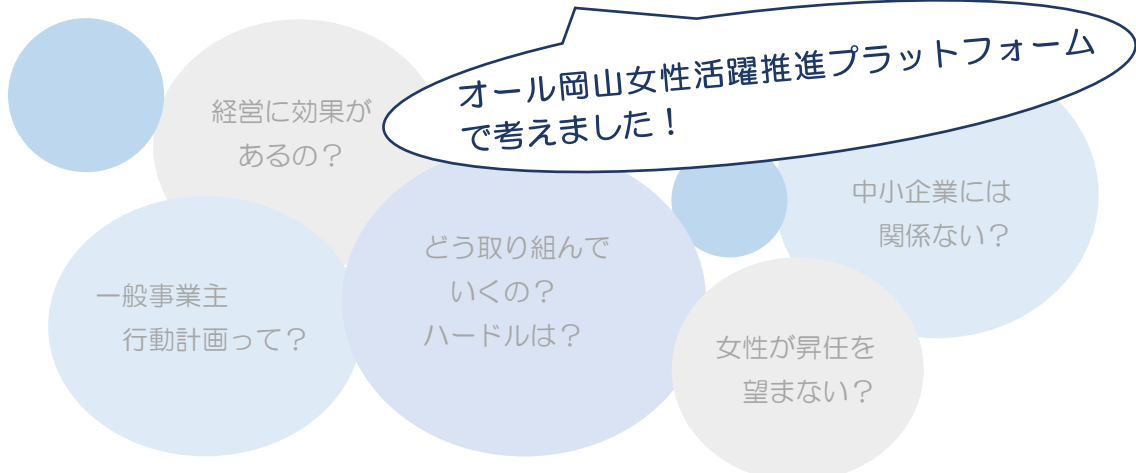 オール岡山女性活躍推進プラットフォーム
で考えました！
経営に効果が
あるの？
中小企業には
関係ない？
どう取り組んで
いくの？
ハードルは？
一般事業主
行動計画って？
女性が昇任を
望まない？